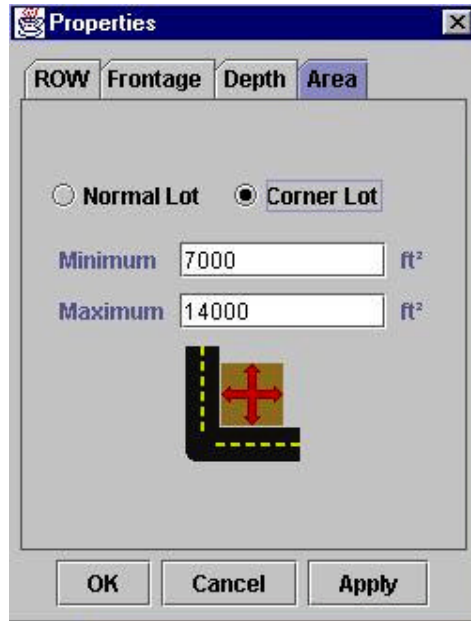 Properties
ROW Frontage Depth Area
Normal Lot Corner Lot
Minimum 7000 ft²
Maximum 14000 ft²
OK Cancel Apply